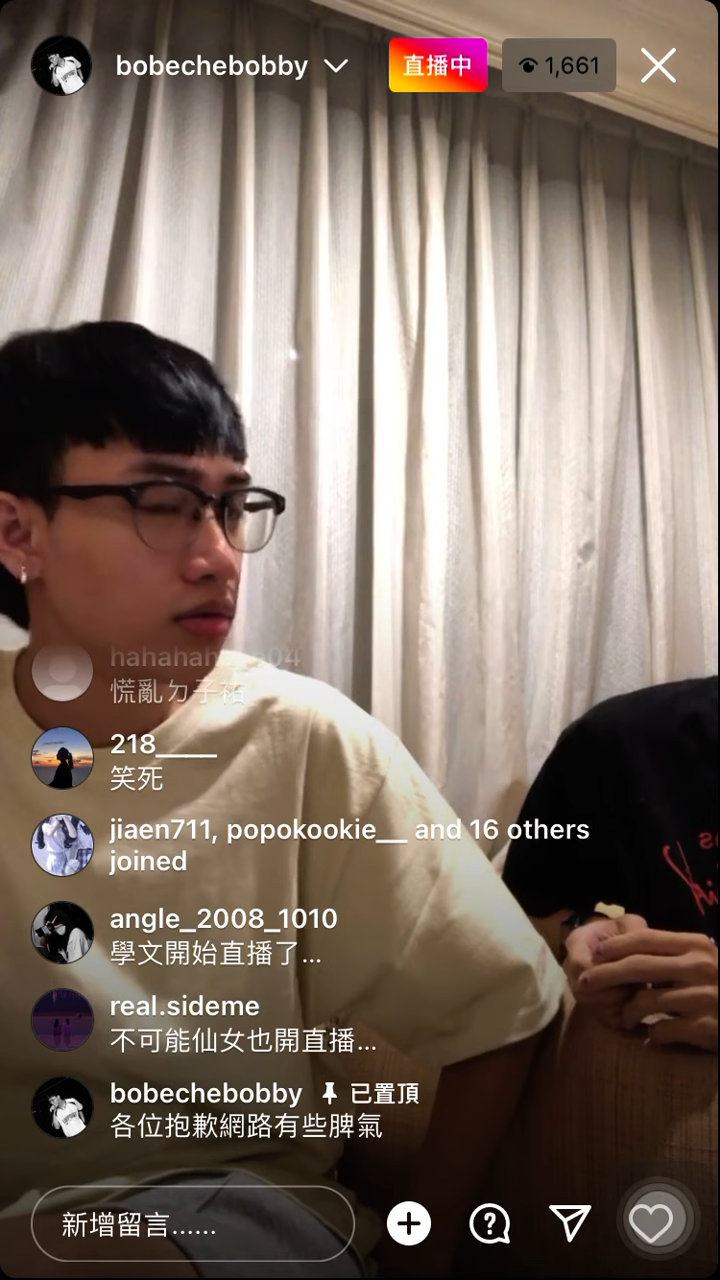 bobechebobby
直播中
1,661
慌亂ㄉ子祐
218____
笑死
jiaen711, popokookie__ and 16 others
joined
angle_2008_1010
學文開始直播了...
real.sideme
不可能仙女也開直播...
bobechebobby 已置頂
各位抱歉網路有些脾氣
新增留言......